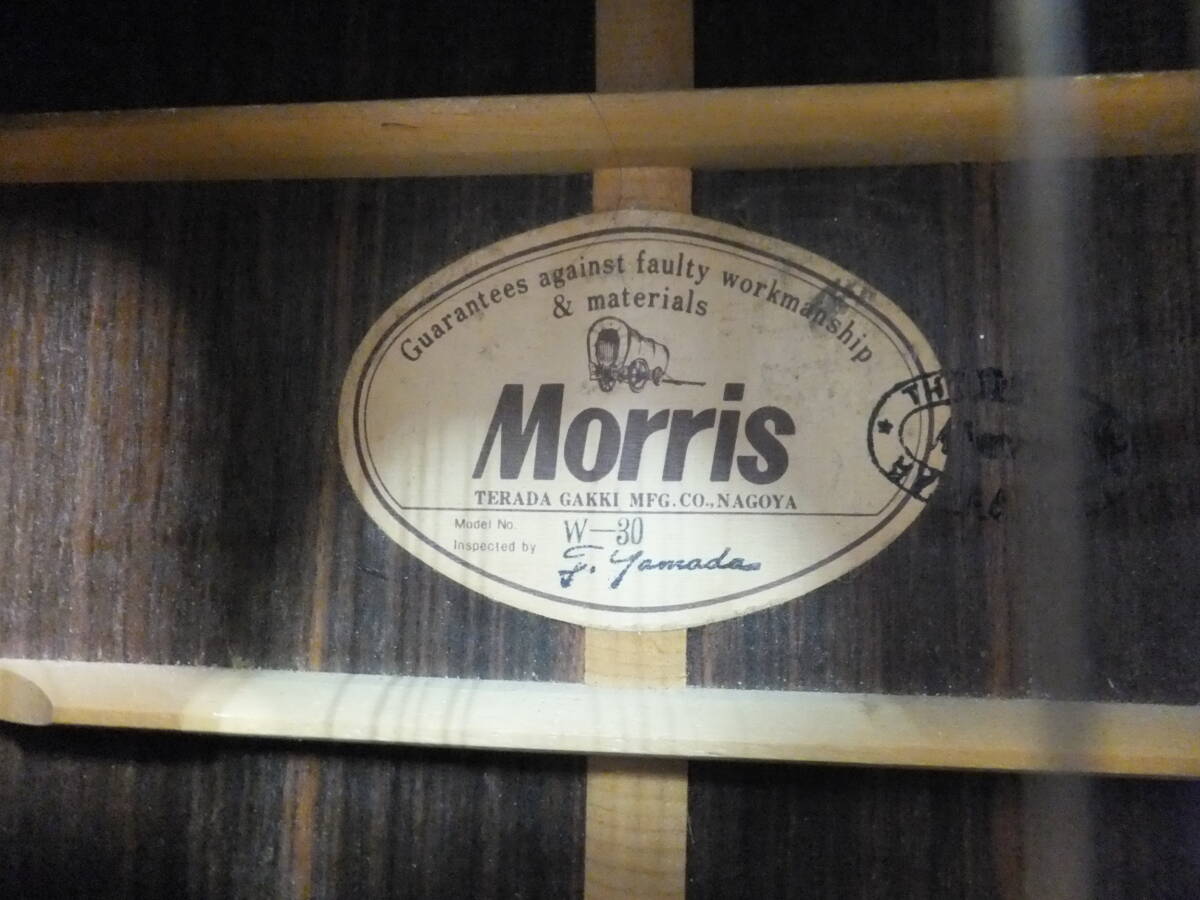 Guarantees against faulty workmanship
& materials
Morris
TERADA GAKKI MFG.CO.,NAGOYA
Model No. W—30
Inspected by J. Yamada